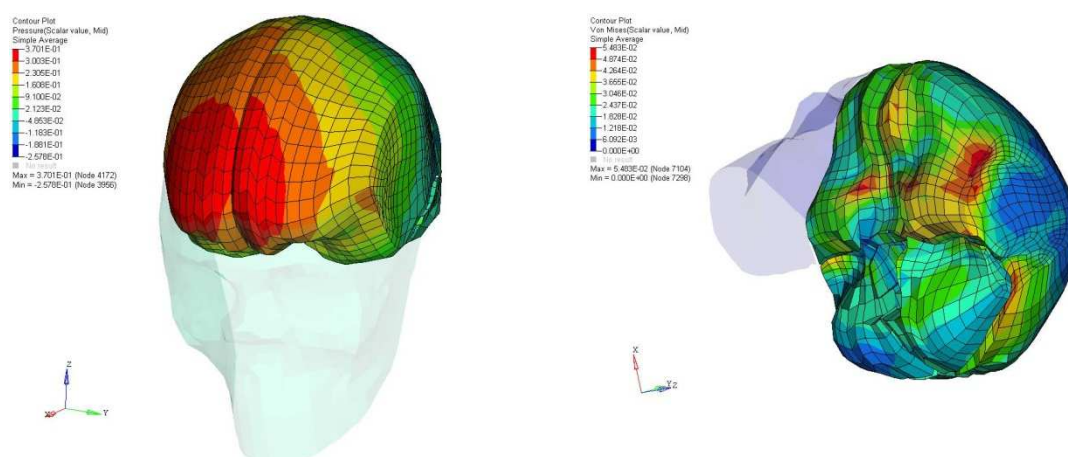 Contour Plot
Pressure(Scalar value, Mid)
Simple Average
3.701E-01
3.003E-01
2.305E-01
1.608E-01
9.100E-02
2.123E-02
-4.853E-02
-1.183E-01
-1.881E-01
-2.578E-01
No result
Max = 3.701E-01 (Node 4172)
Min = -2.578E-01 (Node 3956)
Z
X
Y
Contour Plot
Von Mises(Scalar value, Mid)
Simple Average
5.483E-02
4.874E-02
4.264E-02
3.655E-02
3.046E-02
2.437E-02
1.828E-02
1.218E-02
6.092E-03
0.000E+00
No result
Max = 5.483E-02 (Node 7104)
Min = 0.000E+00 (Node 7298)
X
YZ